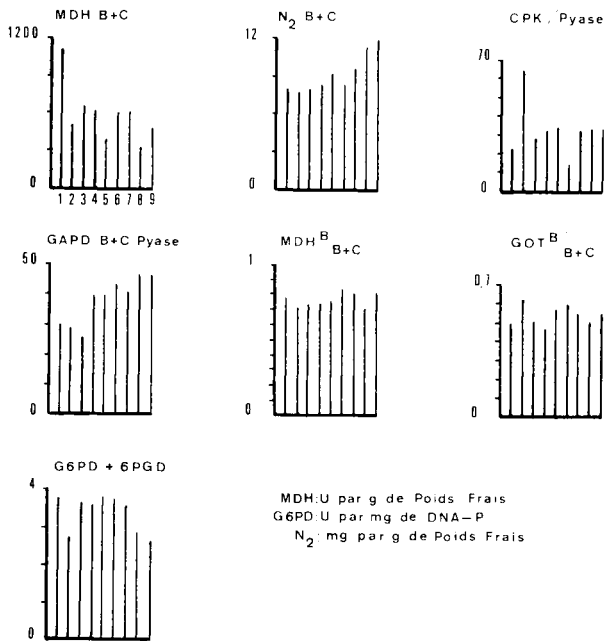 MDH B+C
1200
0
1 2 3 4 5 6 7 8 9
N2 B+C
12
0
CPK / Pyase
70
0
GAPD B+C Pyase
50
0
MDH B B+C
1
0
GOT B B+C
0,7
0
G6PD + 6PGD
4
0
MDH: U par g de Poids Frais
G6PD: U par mg de DNA-P
N2: mg par g de Poids Frais